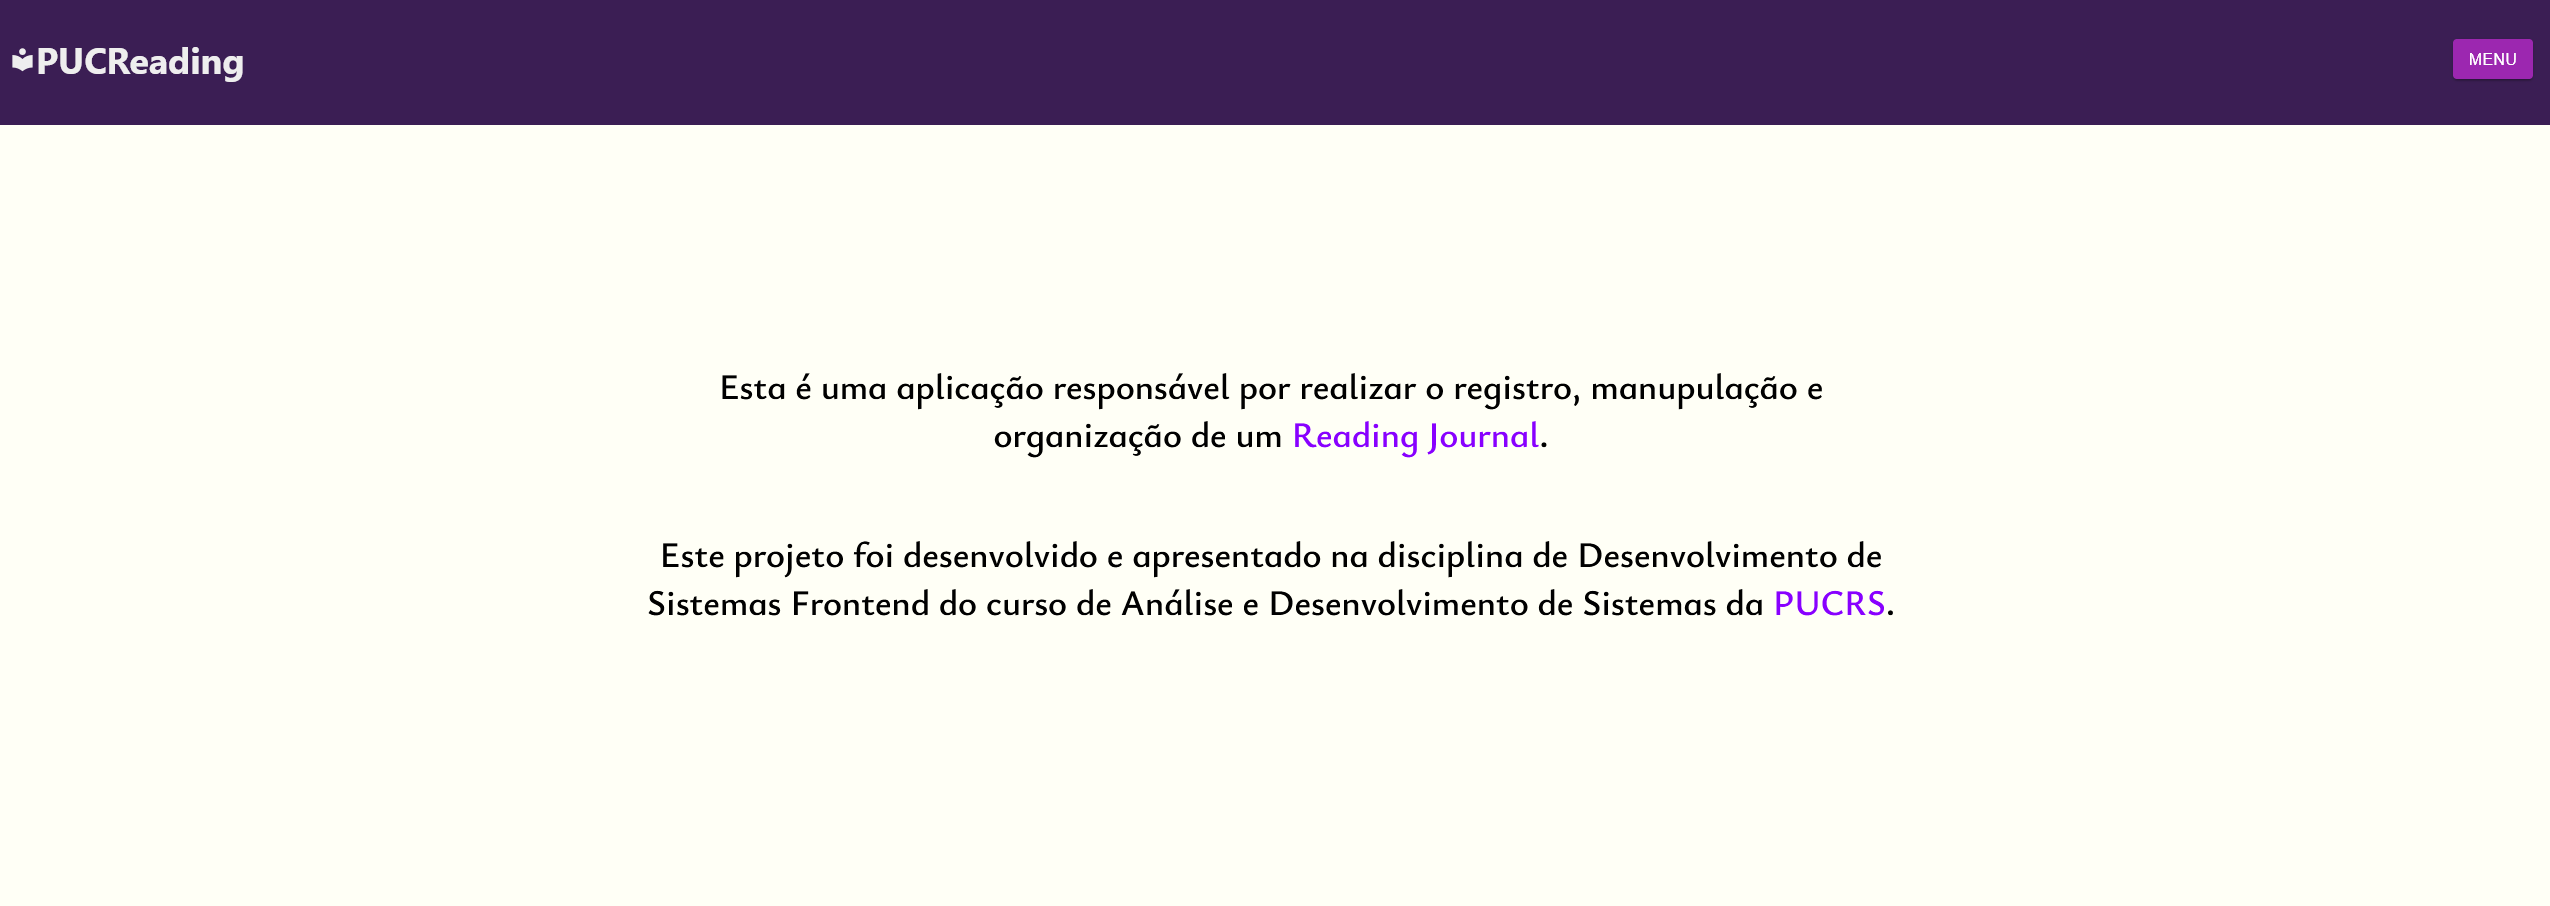 PUCReading
MENU
Esta é uma aplicação responsável por realizar o registro, manupulação e
organização de um Reading Journal.
Este projeto foi desenvolvido e apresentado na disciplina de Desenvolvimento de
Sistemas Frontend do curso de Análise e Desenvolvimento de Sistemas da PUCRS.